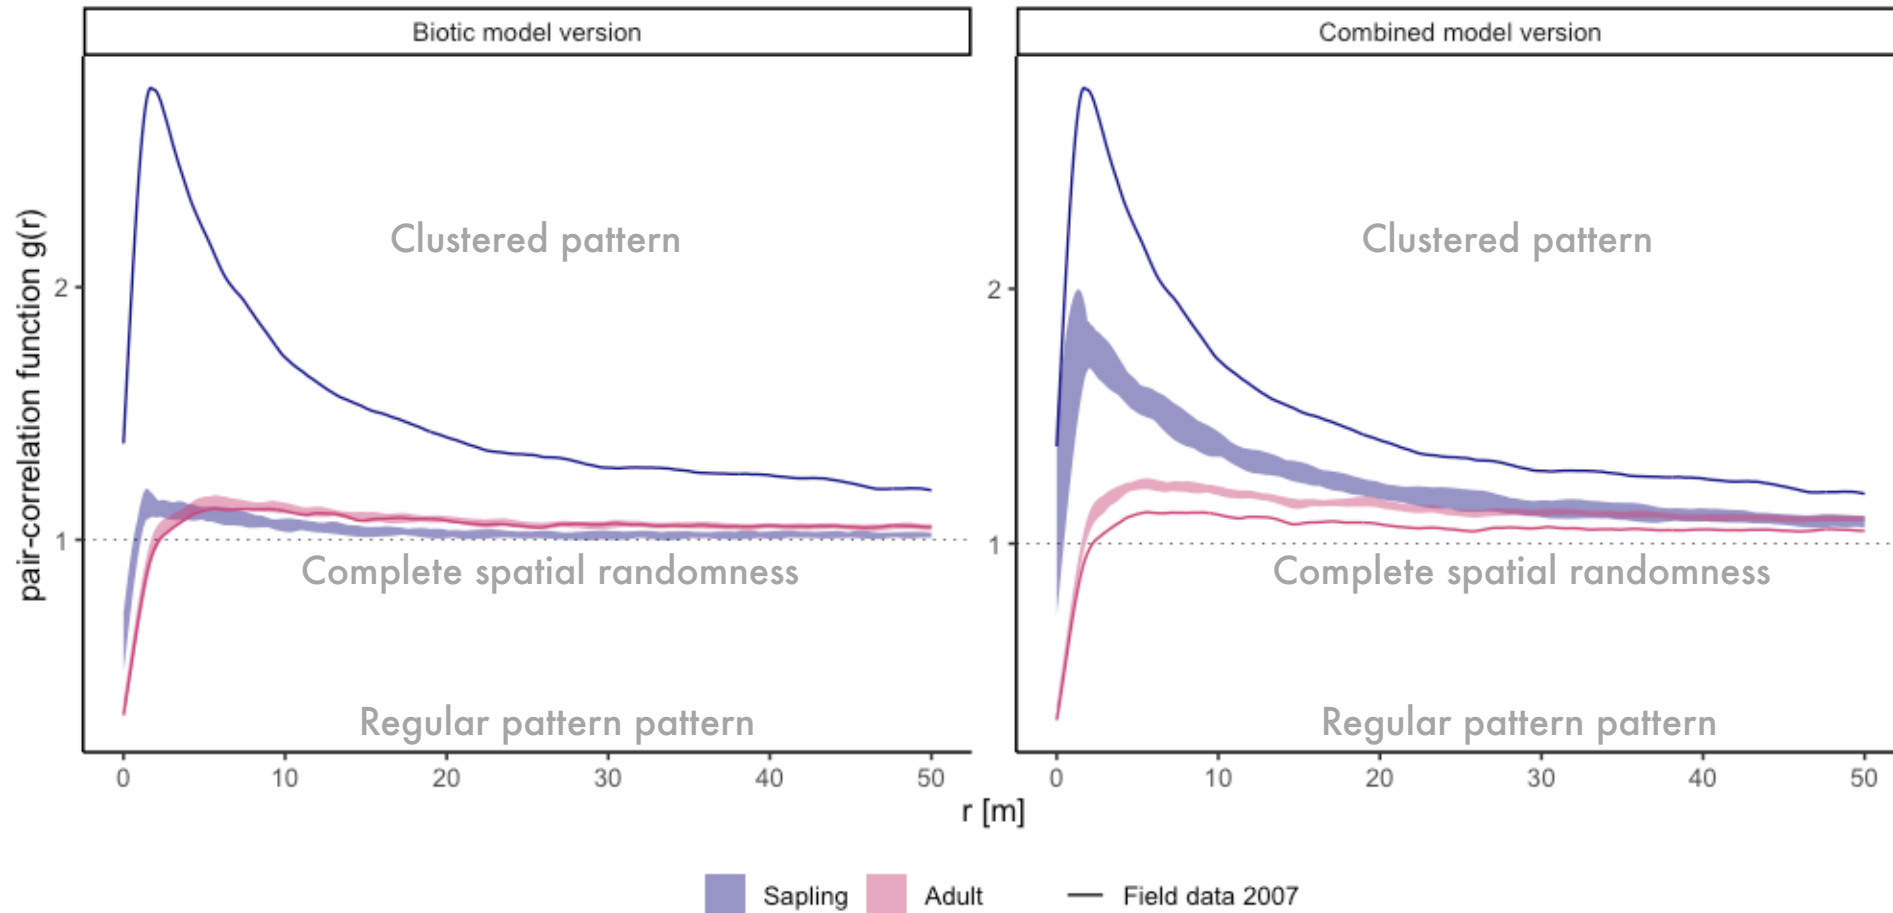 Biotic model version
Combined model version
pair-correlation function g(r)
2
1
Clustered pattern
Complete spatial randomness
Regular pattern pattern
0 10 20 30 40 50
2
1
Clustered pattern
Complete spatial randomness
Regular pattern pattern
0 10 20 30 40 50
r [m]
Sapling Adult Field data 2007